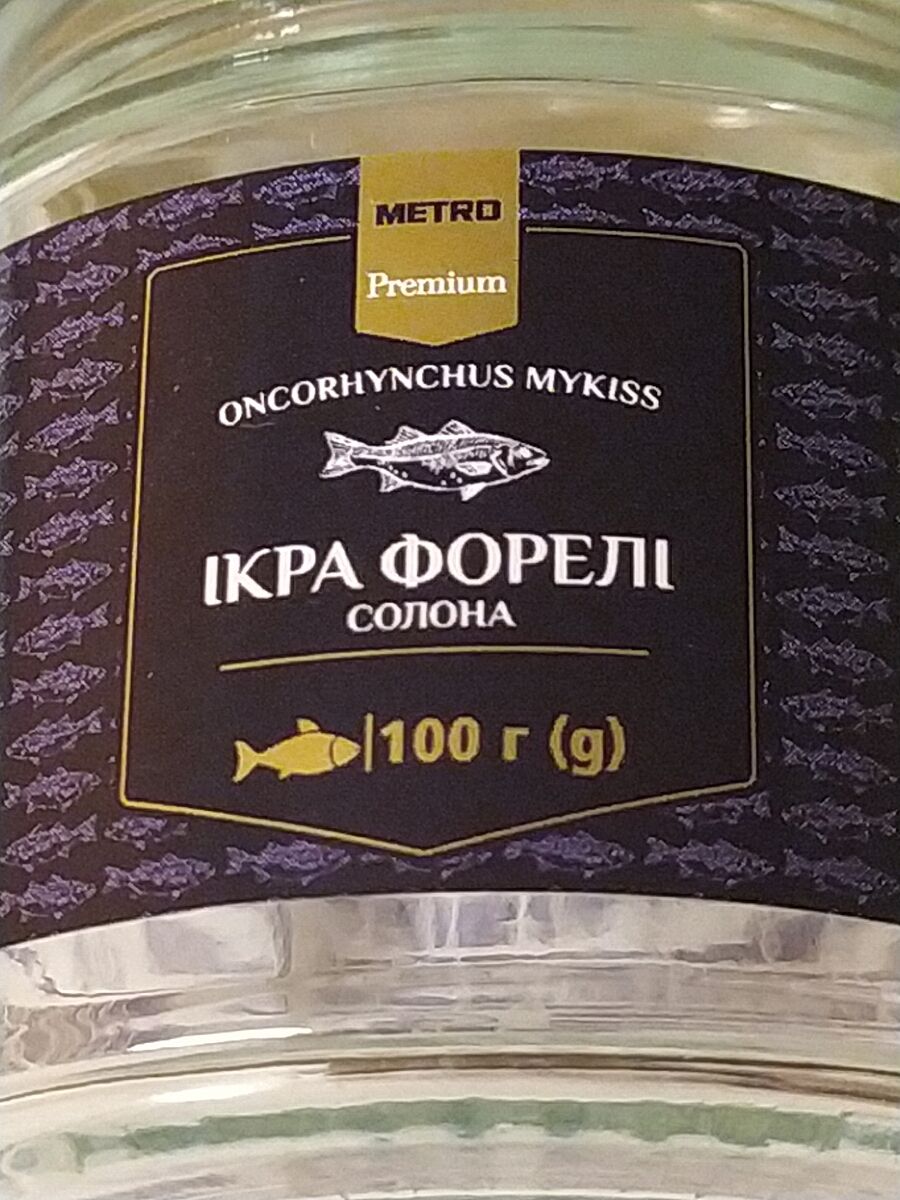 METRO
Premium
ONCORHYNCHUS MYKISS
ІКРА ФОРЕЛІ
СОЛОНА
100 г (g)